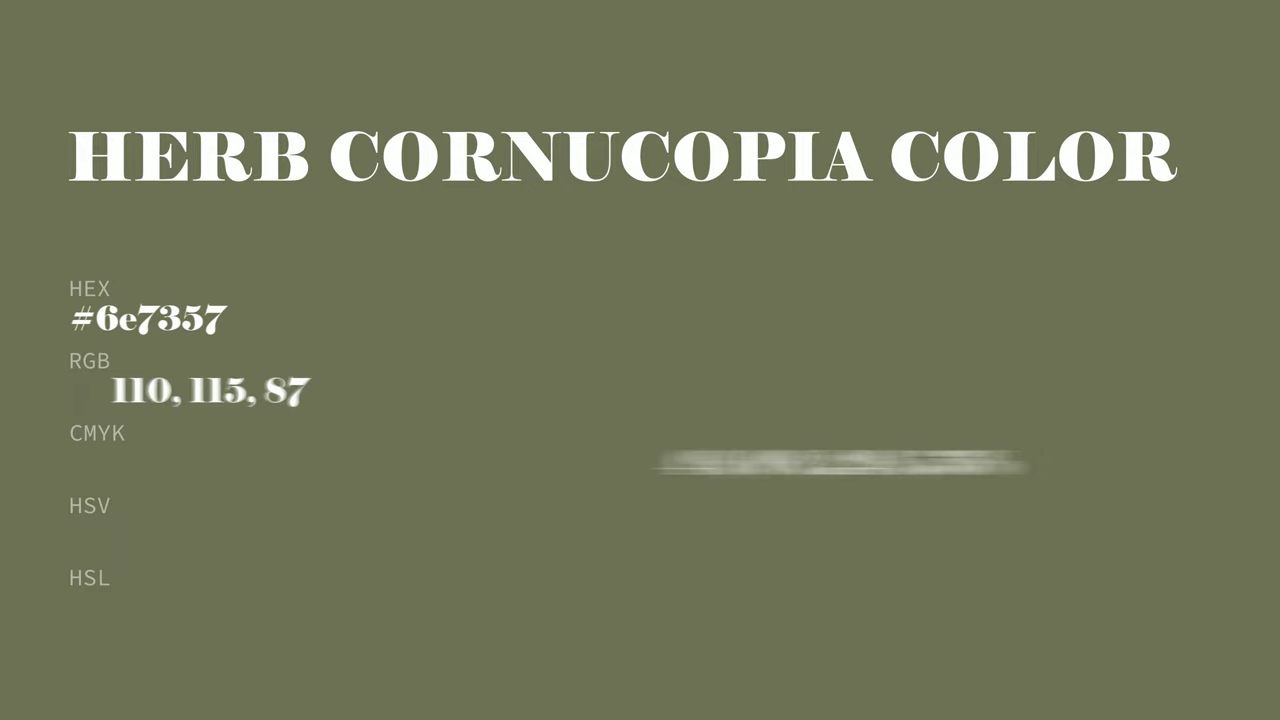 HERB CORNUCOPIA COLOR
HEX
#6e7357
RGB
110, 115, 87
CMYK
HSV
HSL